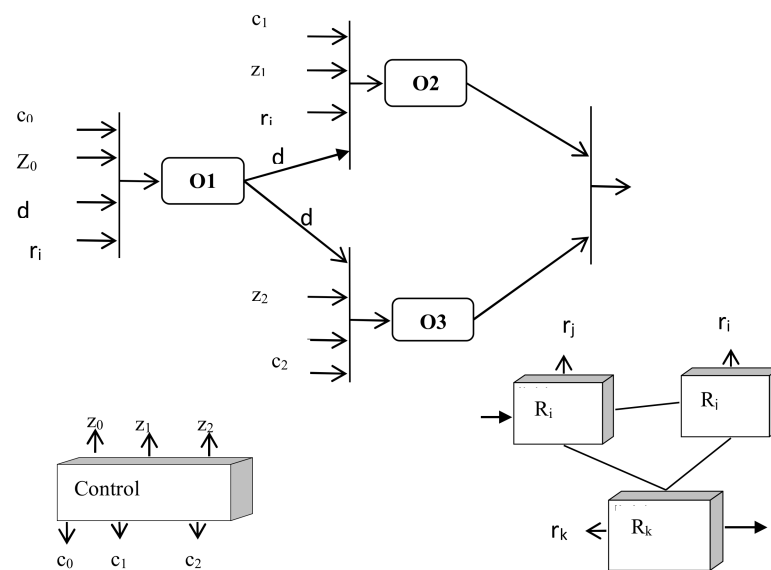 c₁
z₁
rᵢ
O2
c₀
Z₀
d
rᵢ
O1
d
d
z₂
c₂
O3
rⱼ
rᵢ
Rᵢ
Rⱼ
z₀ z₁ z₂
Control
c₀ c₁ c₂
rₖ
Rₖ